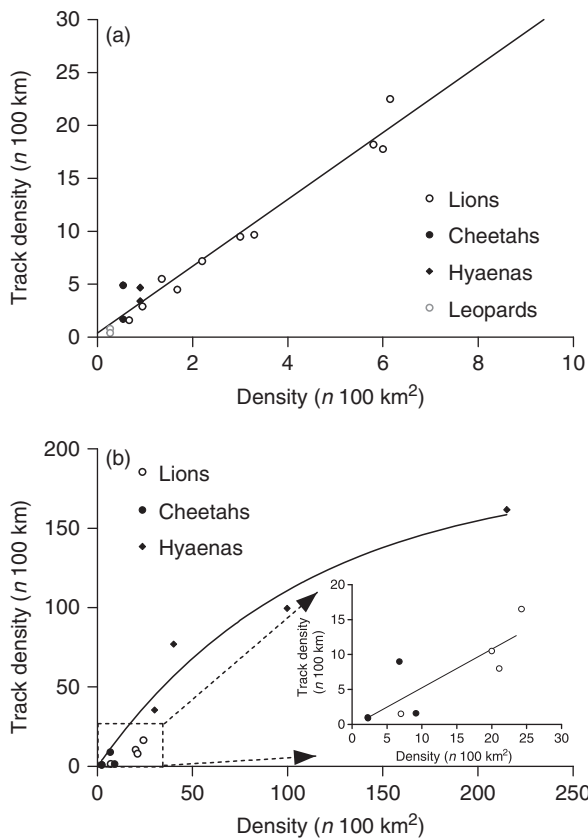 (a)
30
25
20
15
10
5
0
Track density (n 100 km)
0 2 4 6 8 10
Density (n 100 km²)
Lions
Cheetahs
Hyaenas
Leopards
(b)
200
150
100
50
0
Track density (n 100 km)
0 50 100 150 200 250
Density (n 100 km²)
Lions
Cheetahs
Hyaenas
20
15
10
5
0
Track density
(n 100 km)
0 5 10 15 20 25 30
Density (n 100 km²)